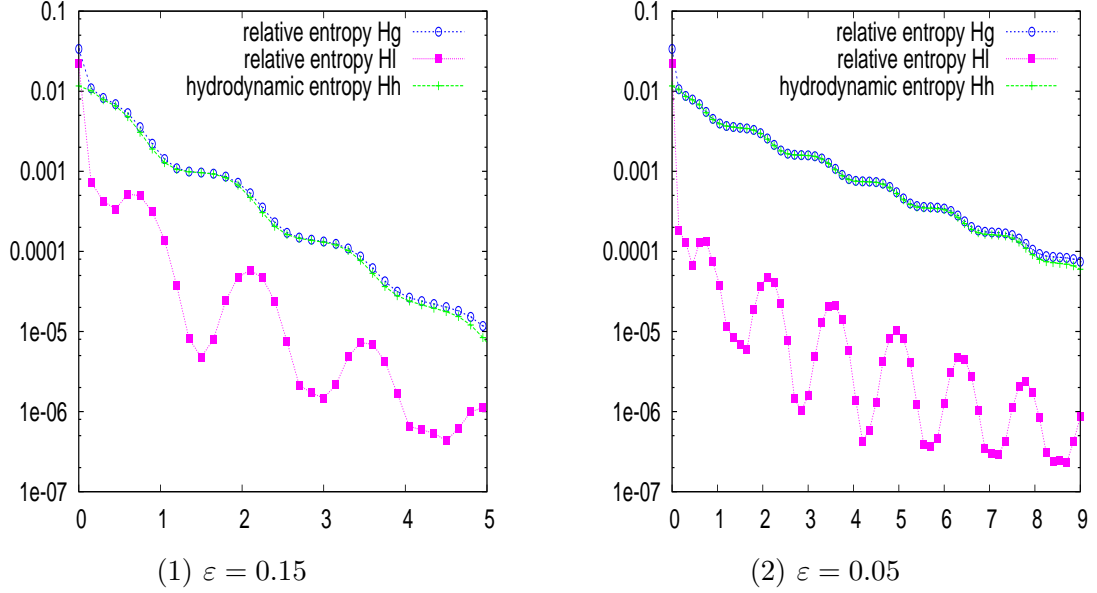 0.1
0.01
0.001
0.0001
1e-05
1e-06
1e-07
relative entropy Hg
relative entropy Hl
hydrodynamic entropy Hh
0 1 2 3 4 5
(1) ε = 0.15
0.1
0.01
0.001
0.0001
1e-05
1e-06
1e-07
relative entropy Hg
relative entropy Hl
hydrodynamic entropy Hh
0 1 2 3 4 5 6 7 8 9
(2) ε = 0.05